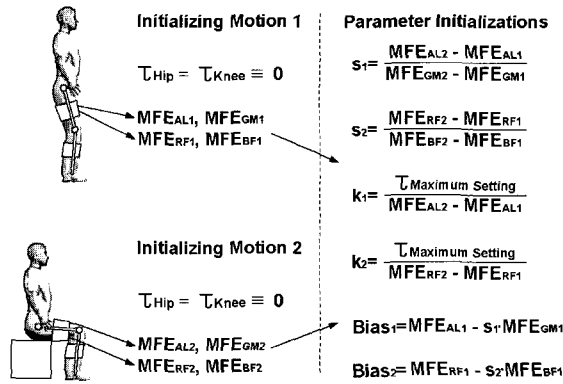 Initializing Motion 1
τHip = τKnee ≡ 0
MFEAL1, MFEGM1
MFERF1, MFEBF1
Initializing Motion 2
τHip = τKnee ≡ 0
MFEAL2, MFEGM2
MFERF2, MFEBF2
Parameter Initializations
s1= MFEAL2 - MFEAL1 / MFEGM2 - MFEGM1
s2= MFERF2 - MFERF1 / MFEBF2 - MFEBF1
k1= τMaximum Setting / MFEAL2 - MFEAL1
k2= τMaximum Setting / MFERF2 - MFERF1
Bias1=MFEAL1 - s1·MFEGM1
Bias2=MFERF1 - s2·MFEBF1